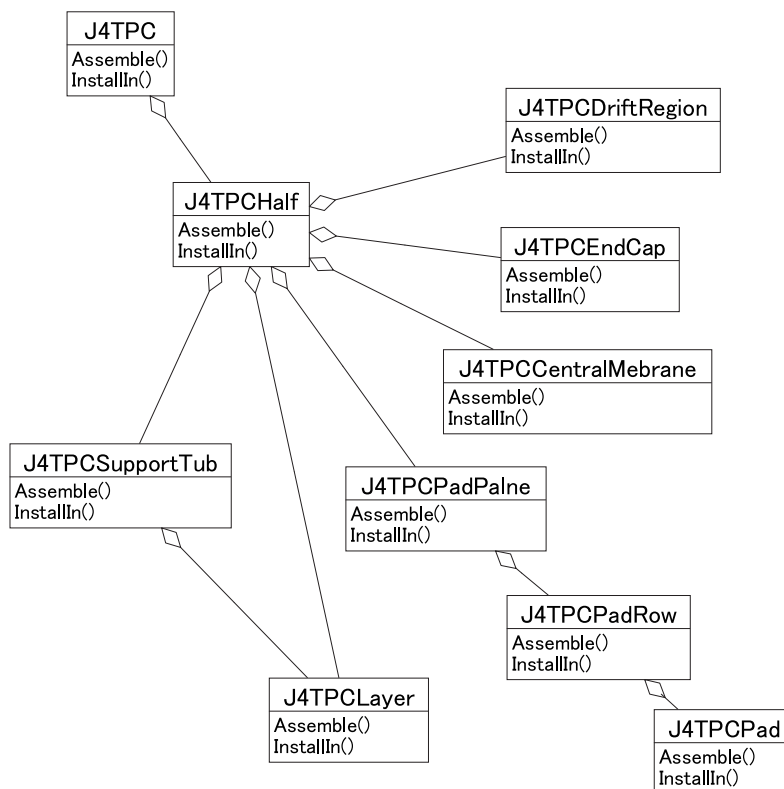 J4TPC
Assemble()
InstallIn()
J4TPCDriftRegion
Assemble()
InstallIn()
J4TPCHalf
Assemble()
InstallIn()
J4TPCEndCap
Assemble()
InstallIn()
J4TPCCentralMebrane
Assemble()
InstallIn()
J4TPCSupportTub
Assemble()
InstallIn()
J4TPCPadPalne
Assemble()
InstallIn()
J4TPCPadRow
Assemble()
InstallIn()
J4TPCLayer
Assemble()
InstallIn()
J4TPCPad
Assemble()
InstallIn()